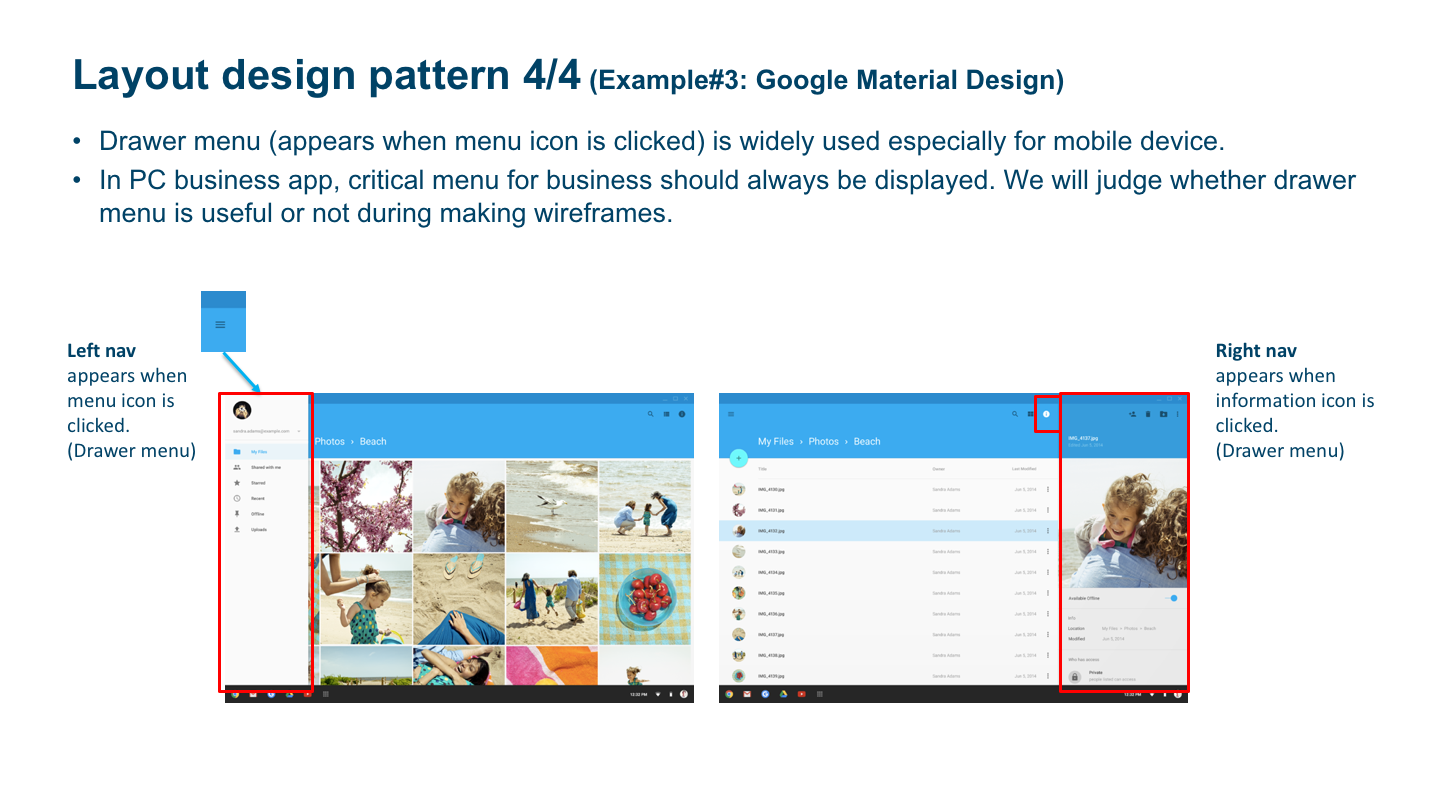 Layout design pattern 4/4 (Example#3: Google Material Design)
• Drawer menu (appears when menu icon is clicked) is widely used especially for mobile device.
• In PC business app, critical menu for business should always be displayed. We will judge whether drawer
menu is useful or not during making wireframes.
Left nav
appears when
menu icon is
clicked.
(Drawer menu)
sandra.adams@example.com
My Files
Shared with me
Starred
Recent
Offline
Uploads
Photos › Beach
12:32 PM
My Files › Photos › Beach
Title Owner Last Modified
IMG_4130.jpg Sandra Adams Jun 5, 2014
IMG_4131.jpg Sandra Adams Jun 5, 2014
IMG_4132.jpg Sandra Adams Jun 5, 2014
IMG_4133.jpg Sandra Adams Jun 5, 2014
IMG_4134.jpg Sandra Adams Jun 5, 2014
IMG_4135.jpg Sandra Adams Jun 5, 2014
IMG_4136.jpg Sandra Adams Jun 5, 2014
IMG_4137.jpg Sandra Adams Jun 5, 2014
IMG_4138.jpg Sandra Adams Jun 5, 2014
IMG_4139.jpg Sandra Adams Jun 5, 2014
IMG_4137.jpg
Available Offline
Info
Location My Files > Photos > Beach
Modified Jun 5, 2014
Who has access
Private
people select can access
12:32 PM
Right nav
appears when
information icon is
clicked.
(Drawer menu)